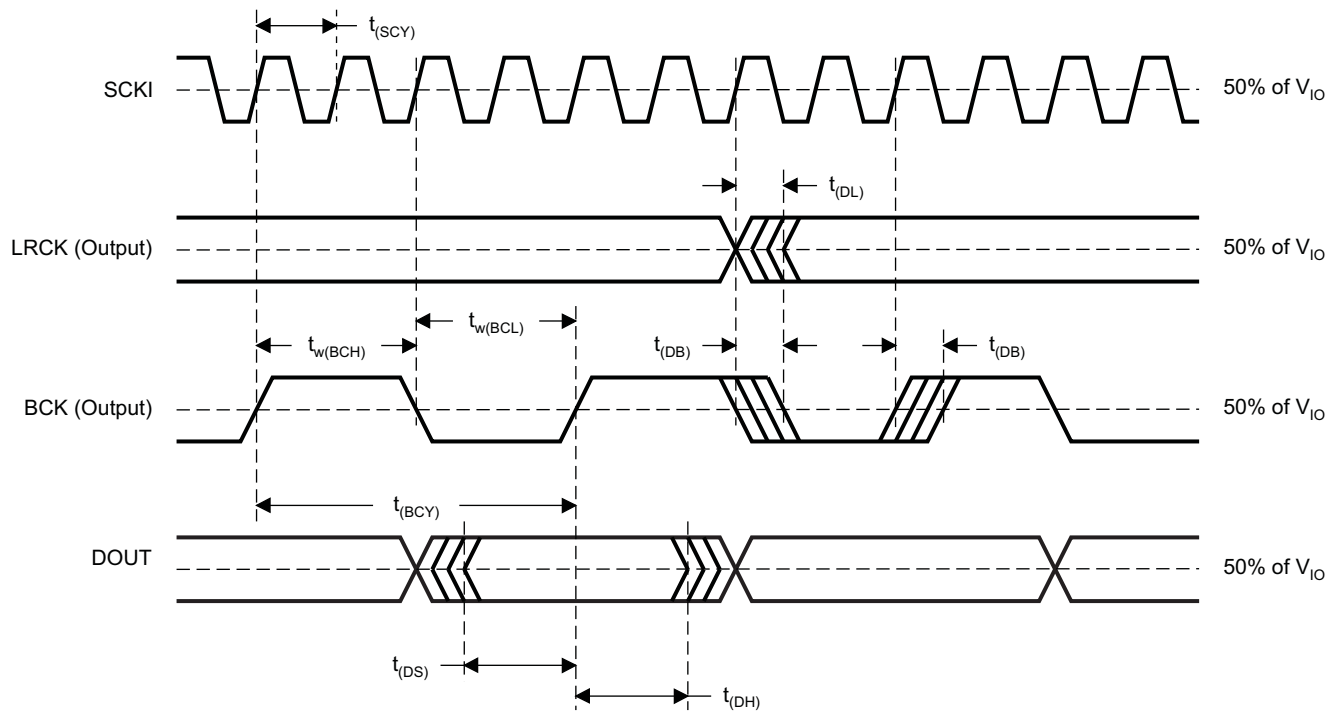 t(SCY)
SCKI
50% of VIO
t(DL)
LRCK (Output)
50% of VIO
tw(BCL)
tw(BCH)
t(DB)
t(DB)
BCK (Output)
50% of VIO
t(BCY)
DOUT
50% of VIO
t(DS)
t(DH)